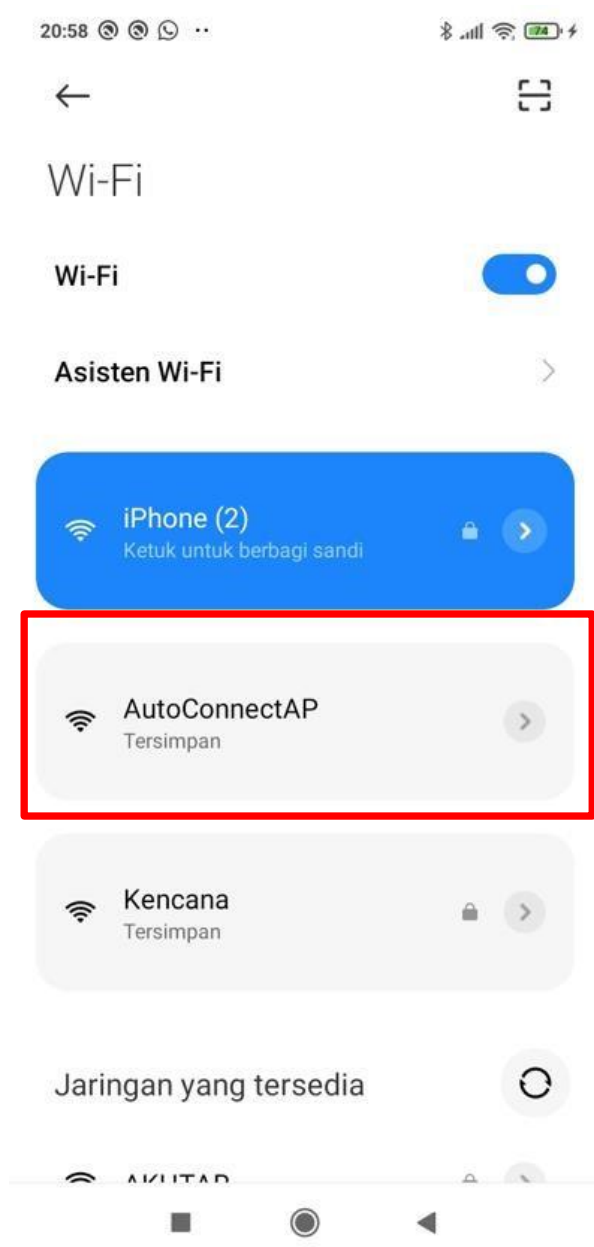 20:58
74
Wi-Fi
Wi-Fi
Asisten Wi-Fi
iPhone (2)
Ketuk untuk berbagi sandi
AutoConnectAP
Tersimpan
Kencana
Tersimpan
Jaringan yang tersedia